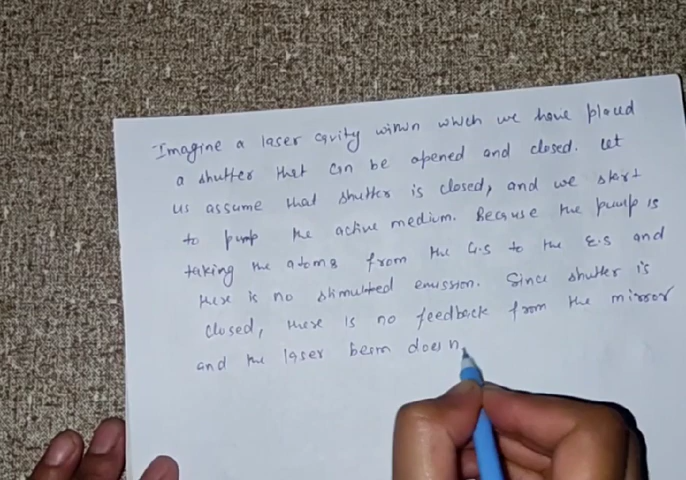 Imagine a laser cavity within which we have placed
a shutter that can be opened and closed. Let
us assume that shutter is closed, and we start
to pump the active medium. Because the pump is
taking the atoms from the G.S to the E.S and
there is no stimulated emission. Since shutter is
closed, there is no feedback from the mirror
and the laser beam does n